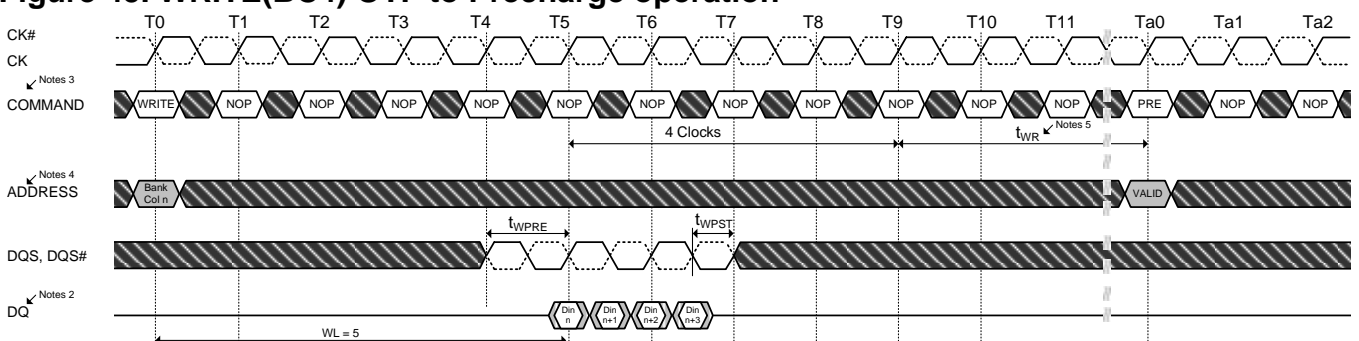 Figure WRITE(BC4) OTF to Precharge operation
T0 T1 T2 T3 T4 T5 T6 T7 T8 T9 T10 T11 Ta0 Ta1 Ta2
CK#
CK
Notes 3
COMMAND WRITE NOP NOP NOP NOP NOP NOP NOP NOP NOP NOP NOP PRE NOP NOP
4 Clocks tWR Notes 5
Notes 4
ADDRESS Bank Col n VALID
tWPRE tWPST
DQS, DQS#
Notes 2
DQ Din n Din n+1 Din n+2 Din n+3
WL = 5